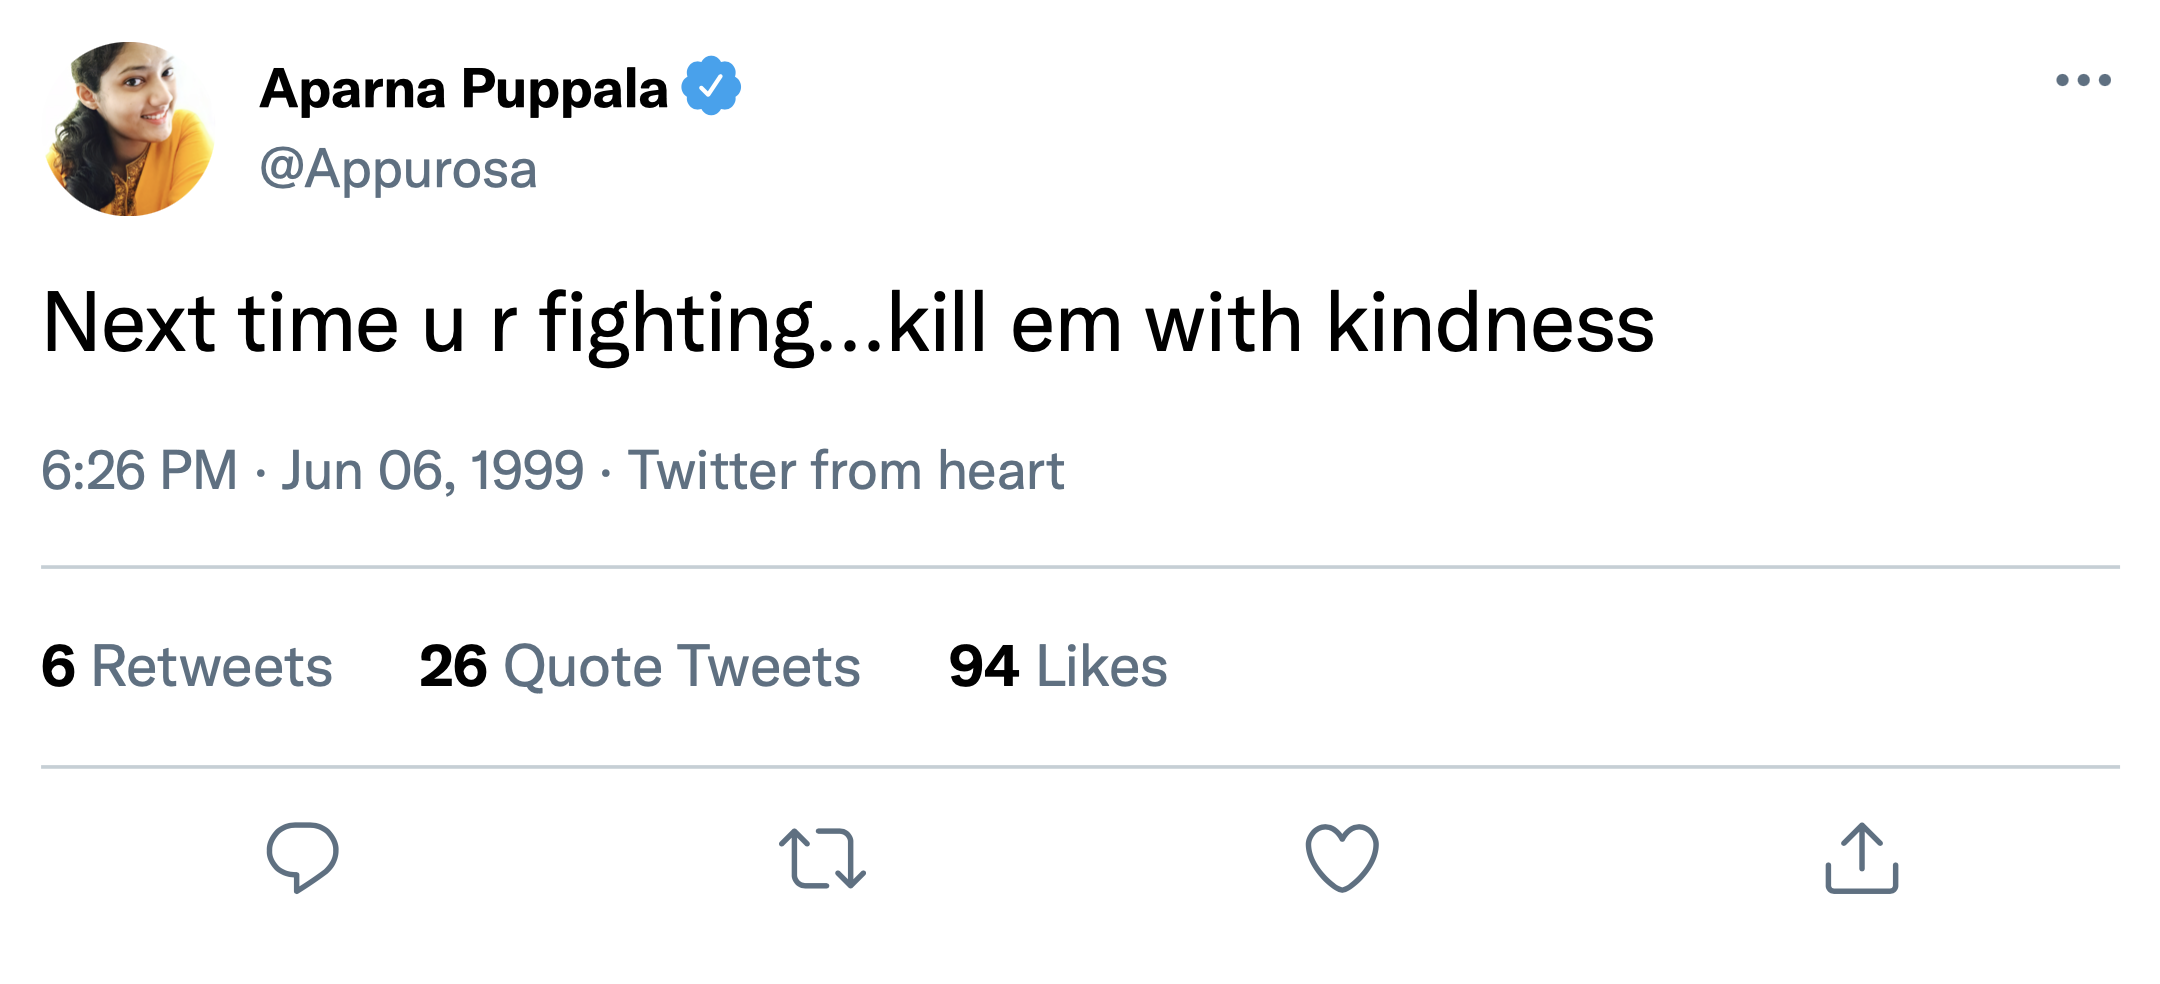 Aparna Puppala
@Appurosa
Next time u r fighting...kill em with kindness
6:26 PM · Jun 06, 1999 · Twitter from heart
6 Retweets 26 Quote Tweets 94 Likes